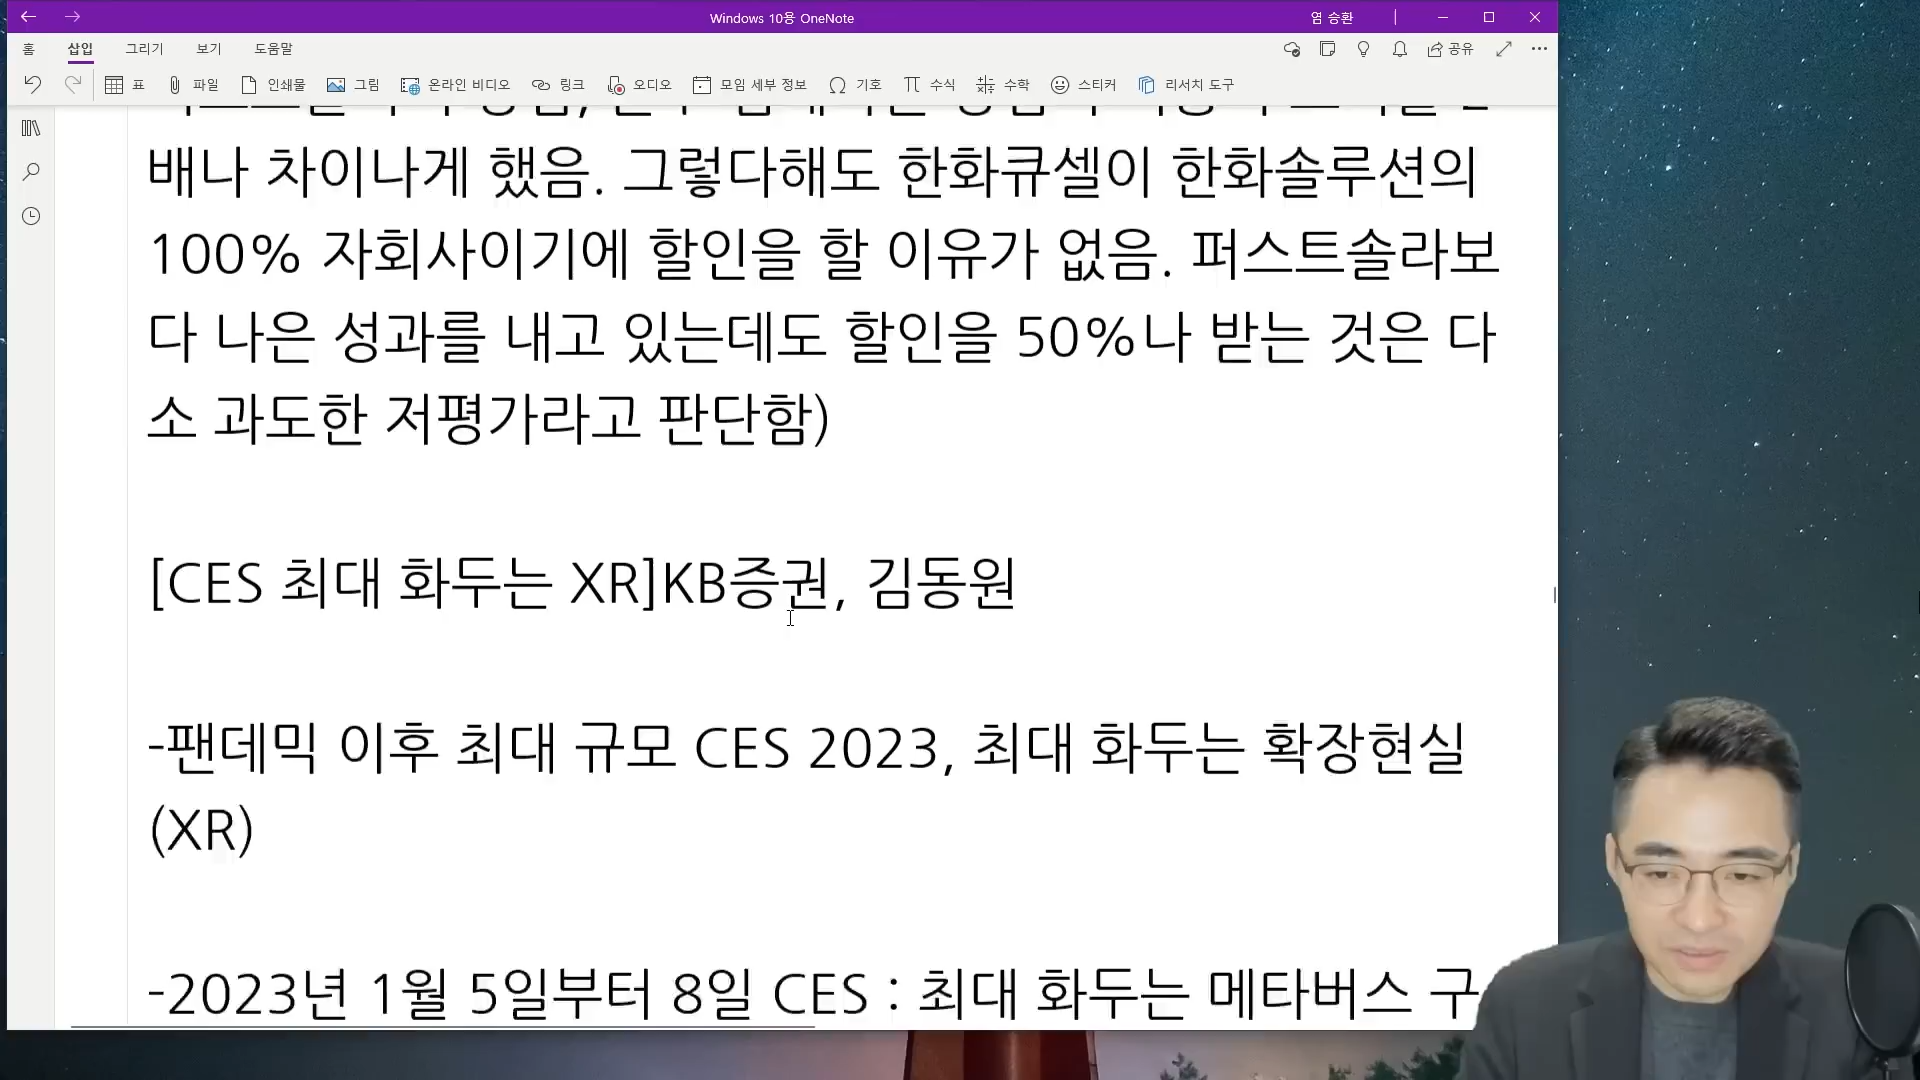 Windows 10용 OneNote
염 승환
홈 삽입 그리기 보기 도움말 공유
표 파일 인쇄물 그림 온라인 비디오 링크 오디오 모임 세부 정보 기호 수식 수학 스티커 리서치 도구
배나 차이나게 했음. 그렇다해도 한화큐셀이 한화솔루션의
100% 자회사이기에 할인을 할 이유가 없음. 퍼스트솔라보
다 나은 성과를 내고 있는데도 할인을 50%나 받는 것은 다
소 과도한 저평가라고 판단함)
[CES 최대 화두는 XR]KB증권, 김동원
-팬데믹 이후 최대 규모 CES 2023, 최대 화두는 확장현실
(XR)
-2023년 1월 5일부터 8일 CES : 최대 화두는 메타버스 구